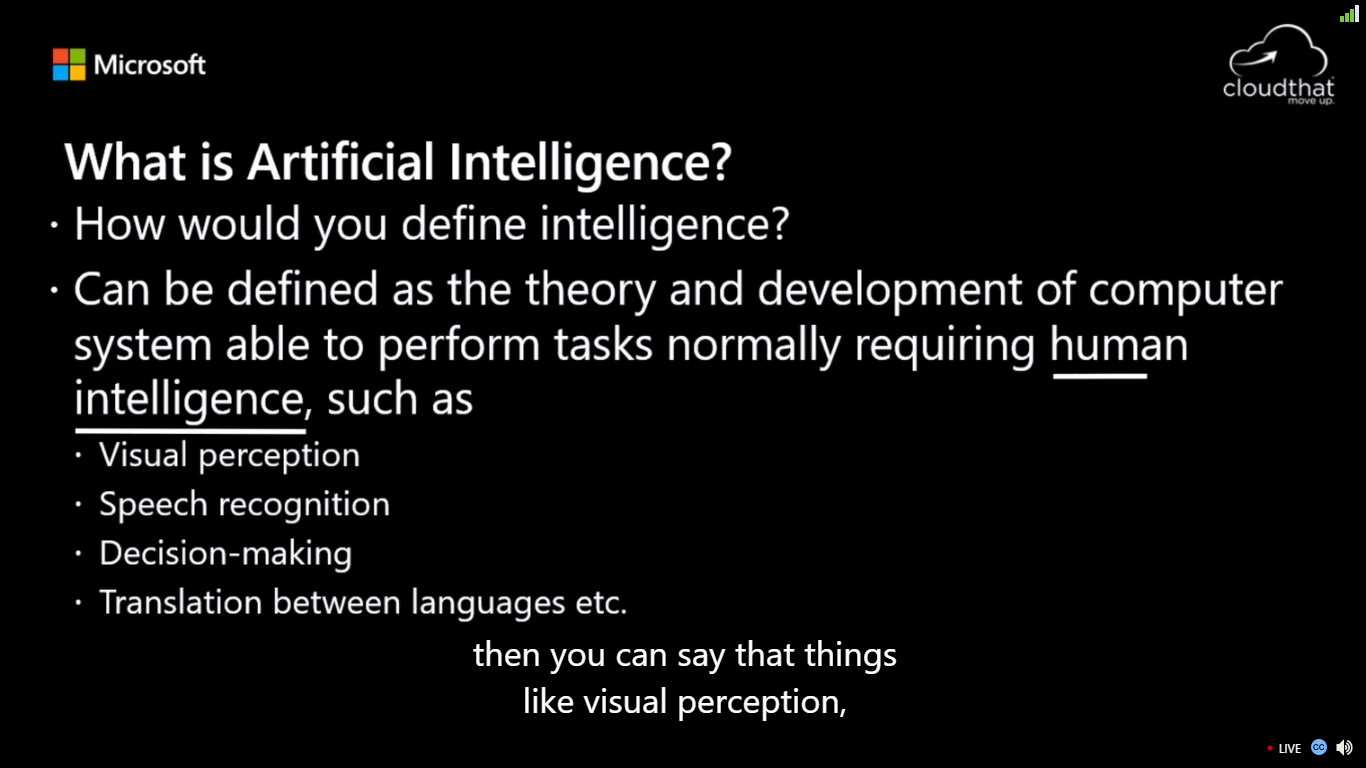 Microsoft
cloudthat
move up.
What is Artificial Intelligence?
· How would you define intelligence?
· Can be defined as the theory and development of computer
system able to perform tasks normally requiring human
intelligence, such as
· Visual perception
· Speech recognition
· Decision-making
· Translation between languages etc.
then you can say that things
like visual perception,
LIVE CC